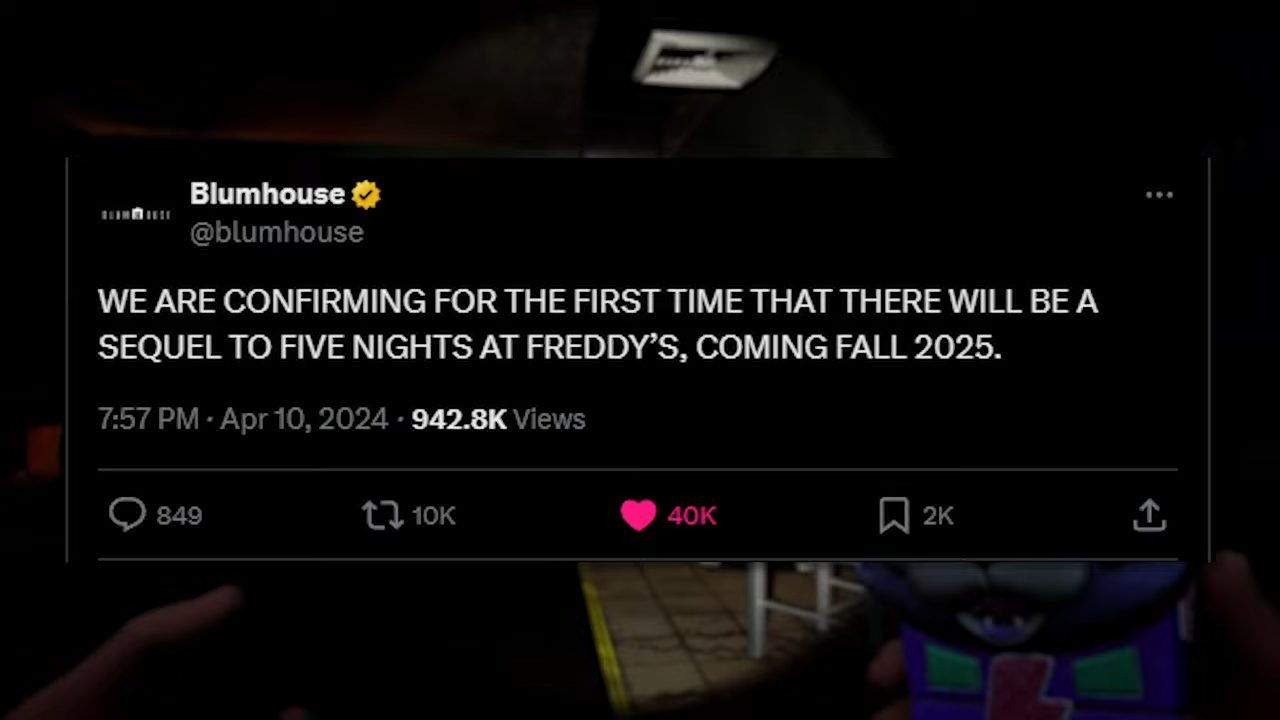 Blumhouse
@blumhouse
WE ARE CONFIRMING FOR THE FIRST TIME THAT THERE WILL BE A
SEQUEL TO FIVE NIGHTS AT FREDDY’S, COMING FALL 2025.
7:57 PM · Apr 10, 2024 · 942.8K Views
849 10K 40K 2K